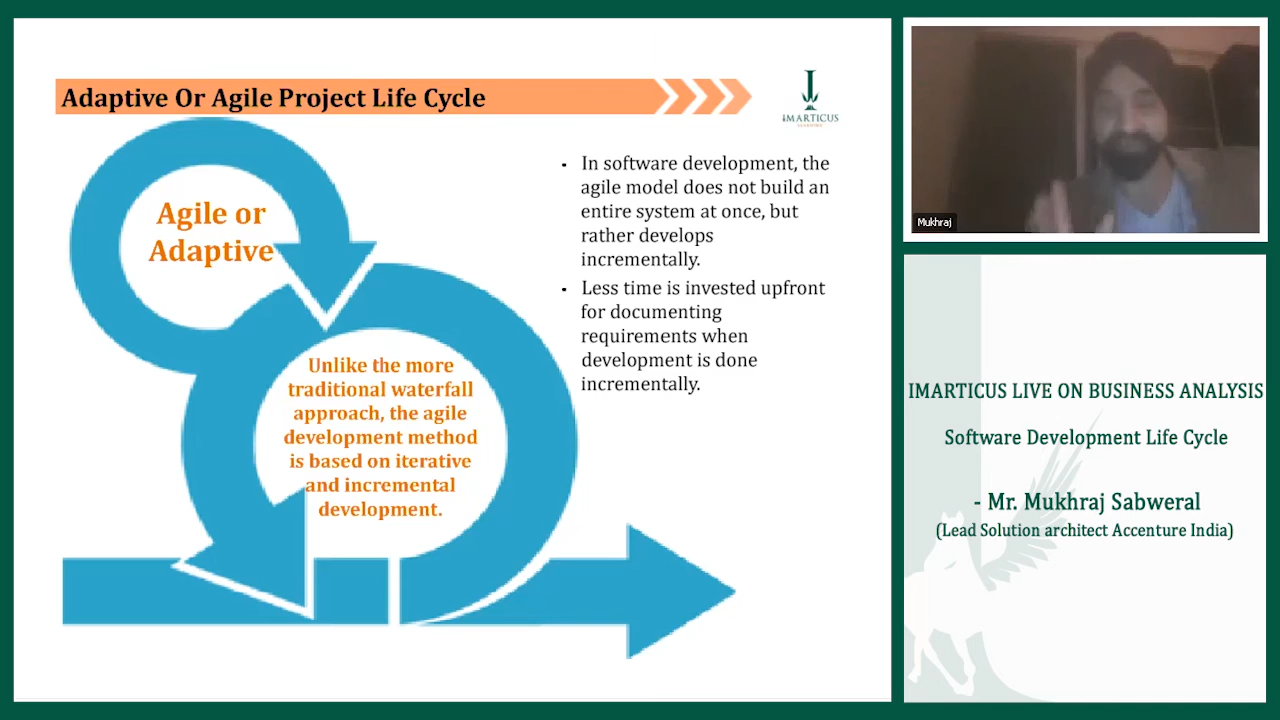 Adaptive Or Agile Project Life Cycle
IMARTICUS
LEARNING
Agile or
Adaptive
Unlike the more
traditional waterfall
approach, the agile
development method
is based on iterative
and incremental
development.
▪ In software development, the
agile model does not build an
entire system at once, but
rather develops
incrementally.
▪ Less time is invested upfront
for documenting
requirements when
development is done
incrementally.
Mukhraj
IMARTICUS LIVE ON BUSINESS ANALYSIS
Software Development Life Cycle
- Mr. Mukhraj Sabweral
(Lead Solution architect Accenture India)